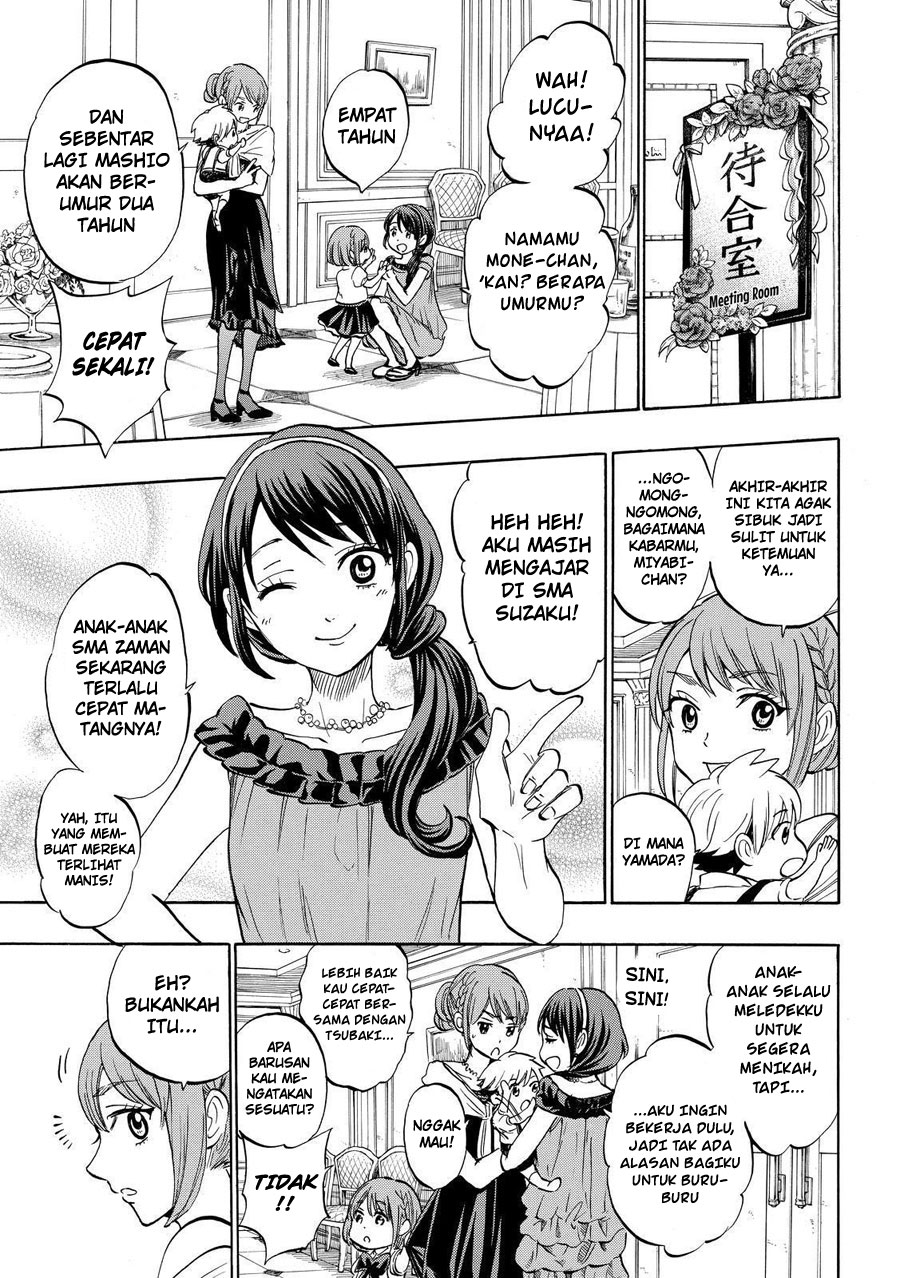 待合室
Meeting Room
WAH!
LUCU-
NYAA!
NAMAMU
MONE-CHAN,
'KAN? BERAPA
UMURMU?
EMPAT
TAHUN
DAN
SEBENTAR
LAGI MASHIO
AKAN BER-
UMUR DUA
TAHUN
CEPAT
SEKALI!
AKHIR-AKHIR
INI KITA AGAK
SIBUK JADI
SULIT UNTUK
KETEMUAN
YA...
...NGO-
MONG-
NGOMONG,
BAGAIMANA
KABARMU,
MIYABI-
CHAN?
DI MANA
YAMADA?
HEH HEH!
AKU MASIH
MENGAJAR
DI SMA
SUZAKU!
ANAK-ANAK
SMA ZAMAN
SEKARANG
TERLALU
CEPAT MA-
TANGNYA!
YAH, ITU
YANG MEM-
BUAT MEREKA
TERLIHAT
MANIS!
ANAK-
ANAK SELALU
MELEDEKKU
UNTUK
SEGERA
MENIKAH,
TAPI...
...AKU INGIN
BEKERJA DULU,
JADI TAK ADA
ALASAN BAGIKU
UNTUK BURU-
BURU
SINI,
SINI!
NGGAK
MAU!
LEBIH BAIK
KAU CEPAT-
CEPAT BER-
SAMA DENGAN
TSUBAKI...
APA
BARUSAN
KAU ME-
NGATAKAN
SESUATU?
TIDAK
!!
EH?
BUKANKAH
ITU...